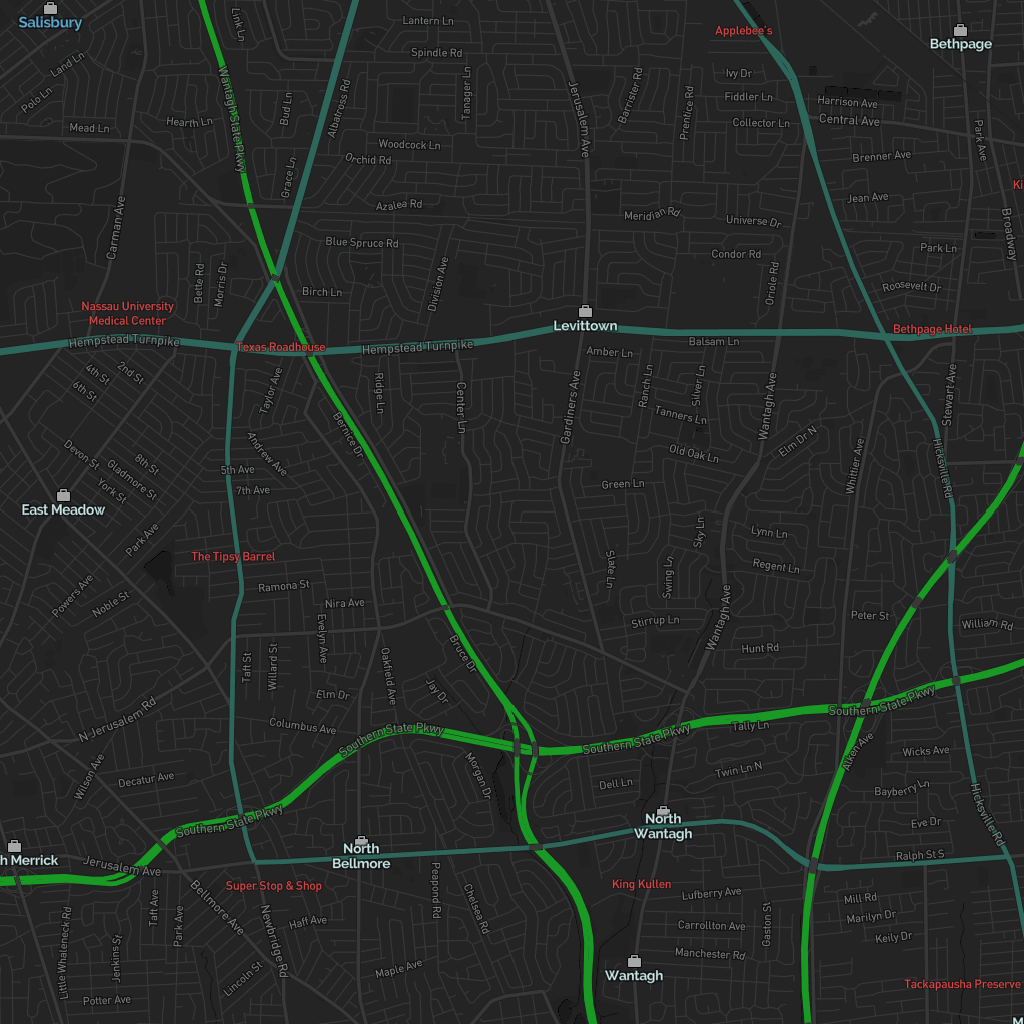 Salisbury
Link Ln
Lantern Ln
Applebee's
Bethpage
Land Ln
Spindle Rd
Polo Ln
Wantagh State Pkwy
Bud Ln
Albatross Rd
Tanager Ln
Jerusalem Ave
Barrister Rd
Prentice Rd
Ivy Dr
Fiddler Ln
Harrison Ave
Mead Ln
Hearth Ln
Collector Ln
Central Ave
Park Ave
Woodcock Ln
Orchid Rd
Grace Ln
Brenner Ave
Ki
Carman Ave
Azalea Rd
Meridian Rd
Universe Dr
Jean Ave
Broadway
Blue Spruce Rd
Condor Rd
Park Ln
Bette Rd
Morris Dr
Division Ave
Oriole Rd
Roosevelt Dr
Birch Ln
Nassau University
Medical Center
Levittown
Bethpage Hotel
Hempstead Turnpike
Texas Roadhouse
Hempstead Turnpike
Amber Ln
Balsam Ln
2nd St
4th St
6th St
Taylor Ave
Ridge Ln
Center Ln
Gardiners Ave
Ranch Ln
Silver Ln
Wantagh Ave
Stewart Ave
Tanners Ln
Bernice Dr
Elm Dr N
Devon St
8th St
Gladmore St
York St
Andrew Ave
5th Ave
7th Ave
Old Oak Ln
Whittier Ave
Hicksville Rd
Green Ln
East Meadow
Park Ave
The Tipsy Barrel
Sky Ln
Lynn Ln
Regent Ln
Slate Ln
Swing Ln
Powers Ave
Noble St
Ramona St
Nira Ave
Evelyn Ave
Stirrup Ln
Wantagh Ave
Peter St
William Rd
Bruce Dr
Hunt Rd
Taft St
Willard St
Oakfield Ave
Jay Dr
Elm Dr
N Jerusalem Rd
Columbus Ave
Southern State Pkwy
Southern State Pkwy
Southern State Pkwy
Tally Ln
Aiken Ave
Wicks Ave
Wilson Ave
Decatur Ave
Morgan Dr
Dell Ln
Twin Ln N
Bayberry Ln
Hicksville Rd
Southern State Pkwy
North
Wantagh
Eve Dr
h Merrick
Jerusalem Ave
North
Bellmore
Ralph St S
Super Stop & Shop
King Kullen
Bellmore Ave
Peapond Rd
Chelsea Rd
Lufberry Ave
Mill Rd
Little Whaleneck Rd
Taft Ave
Park Ave
Newbridge Rd
Haff Ave
Carrollton Ave
Gaston St
Marilyn Dr
Keily Dr
Jenkins St
Lincoln St
Maple Ave
Manchester Rd
Wantagh
Tackapausha Preserve
Potter Ave
M